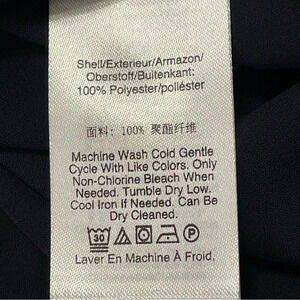 Shell/Exterieur/Armazon/
Oberstoff/Buitenkant:
100% Polyester/poliéster
面料: 100% 聚酯纤维
Machine Wash Cold Gentle
Cycle With Like Colors. Only
Non-Chlorine Bleach When
Needed. Tumble Dry Low.
Cool Iron If Needed. Can Be
Dry Cleaned.
30
P
Laver En Machine À Froid,